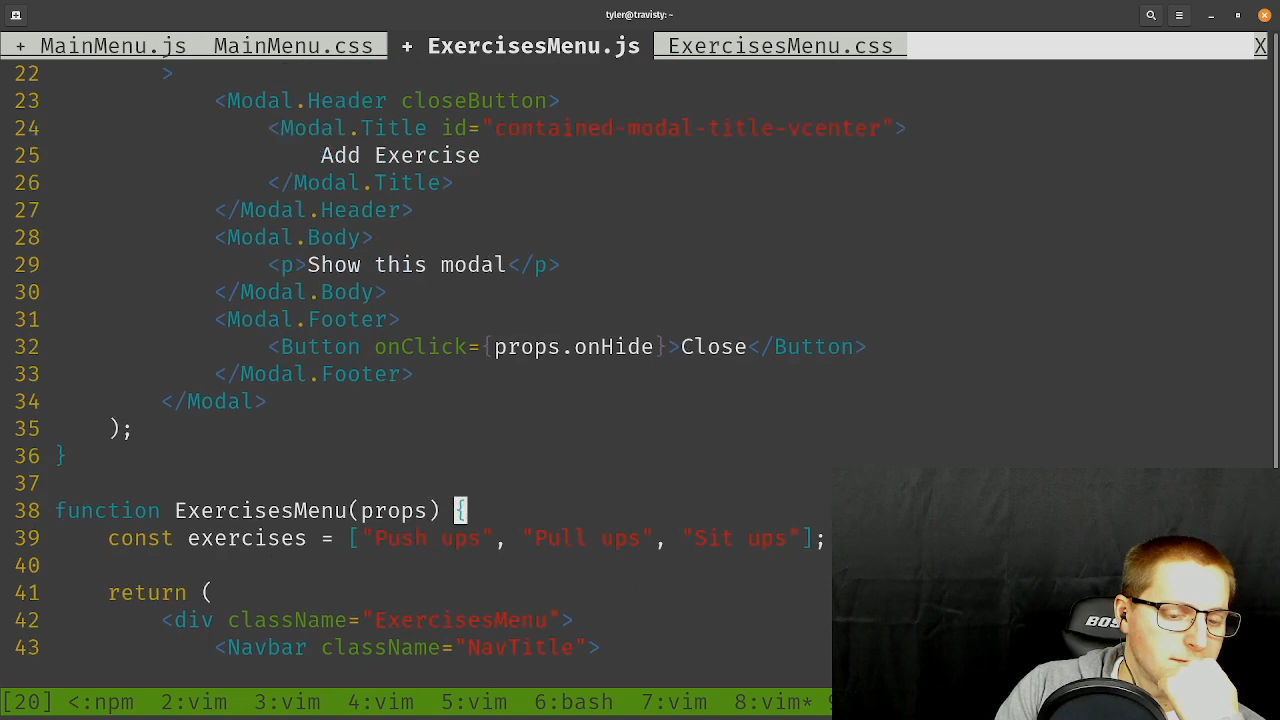 tyler@travisty: ~
+ MainMenu.js MainMenu.css + ExercisesMenu.js ExercisesMenu.css X
22 >
23 <Modal.Header closeButton>
24 <Modal.Title id="contained-modal-title-vcenter">
25 Add Exercise
26 </Modal.Title>
27 </Modal.Header>
28 <Modal.Body>
29 <p>Show this modal</p>
30 </Modal.Body>
31 <Modal.Footer>
32 <Button onClick={props.onHide}>Close</Button>
33 </Modal.Footer>
34 </Modal>
35 );
36 }
37
38 function ExercisesMenu(props) {
39 const exercises = ["Push ups", "Pull ups", "Sit ups"];
40
41 return (
42 <div className="ExercisesMenu">
43 <Navbar className="NavTitle">
[20] <:npm 2:vim 3:vim 4:vim 5:vim 6:bash 7:vim 8:vim*